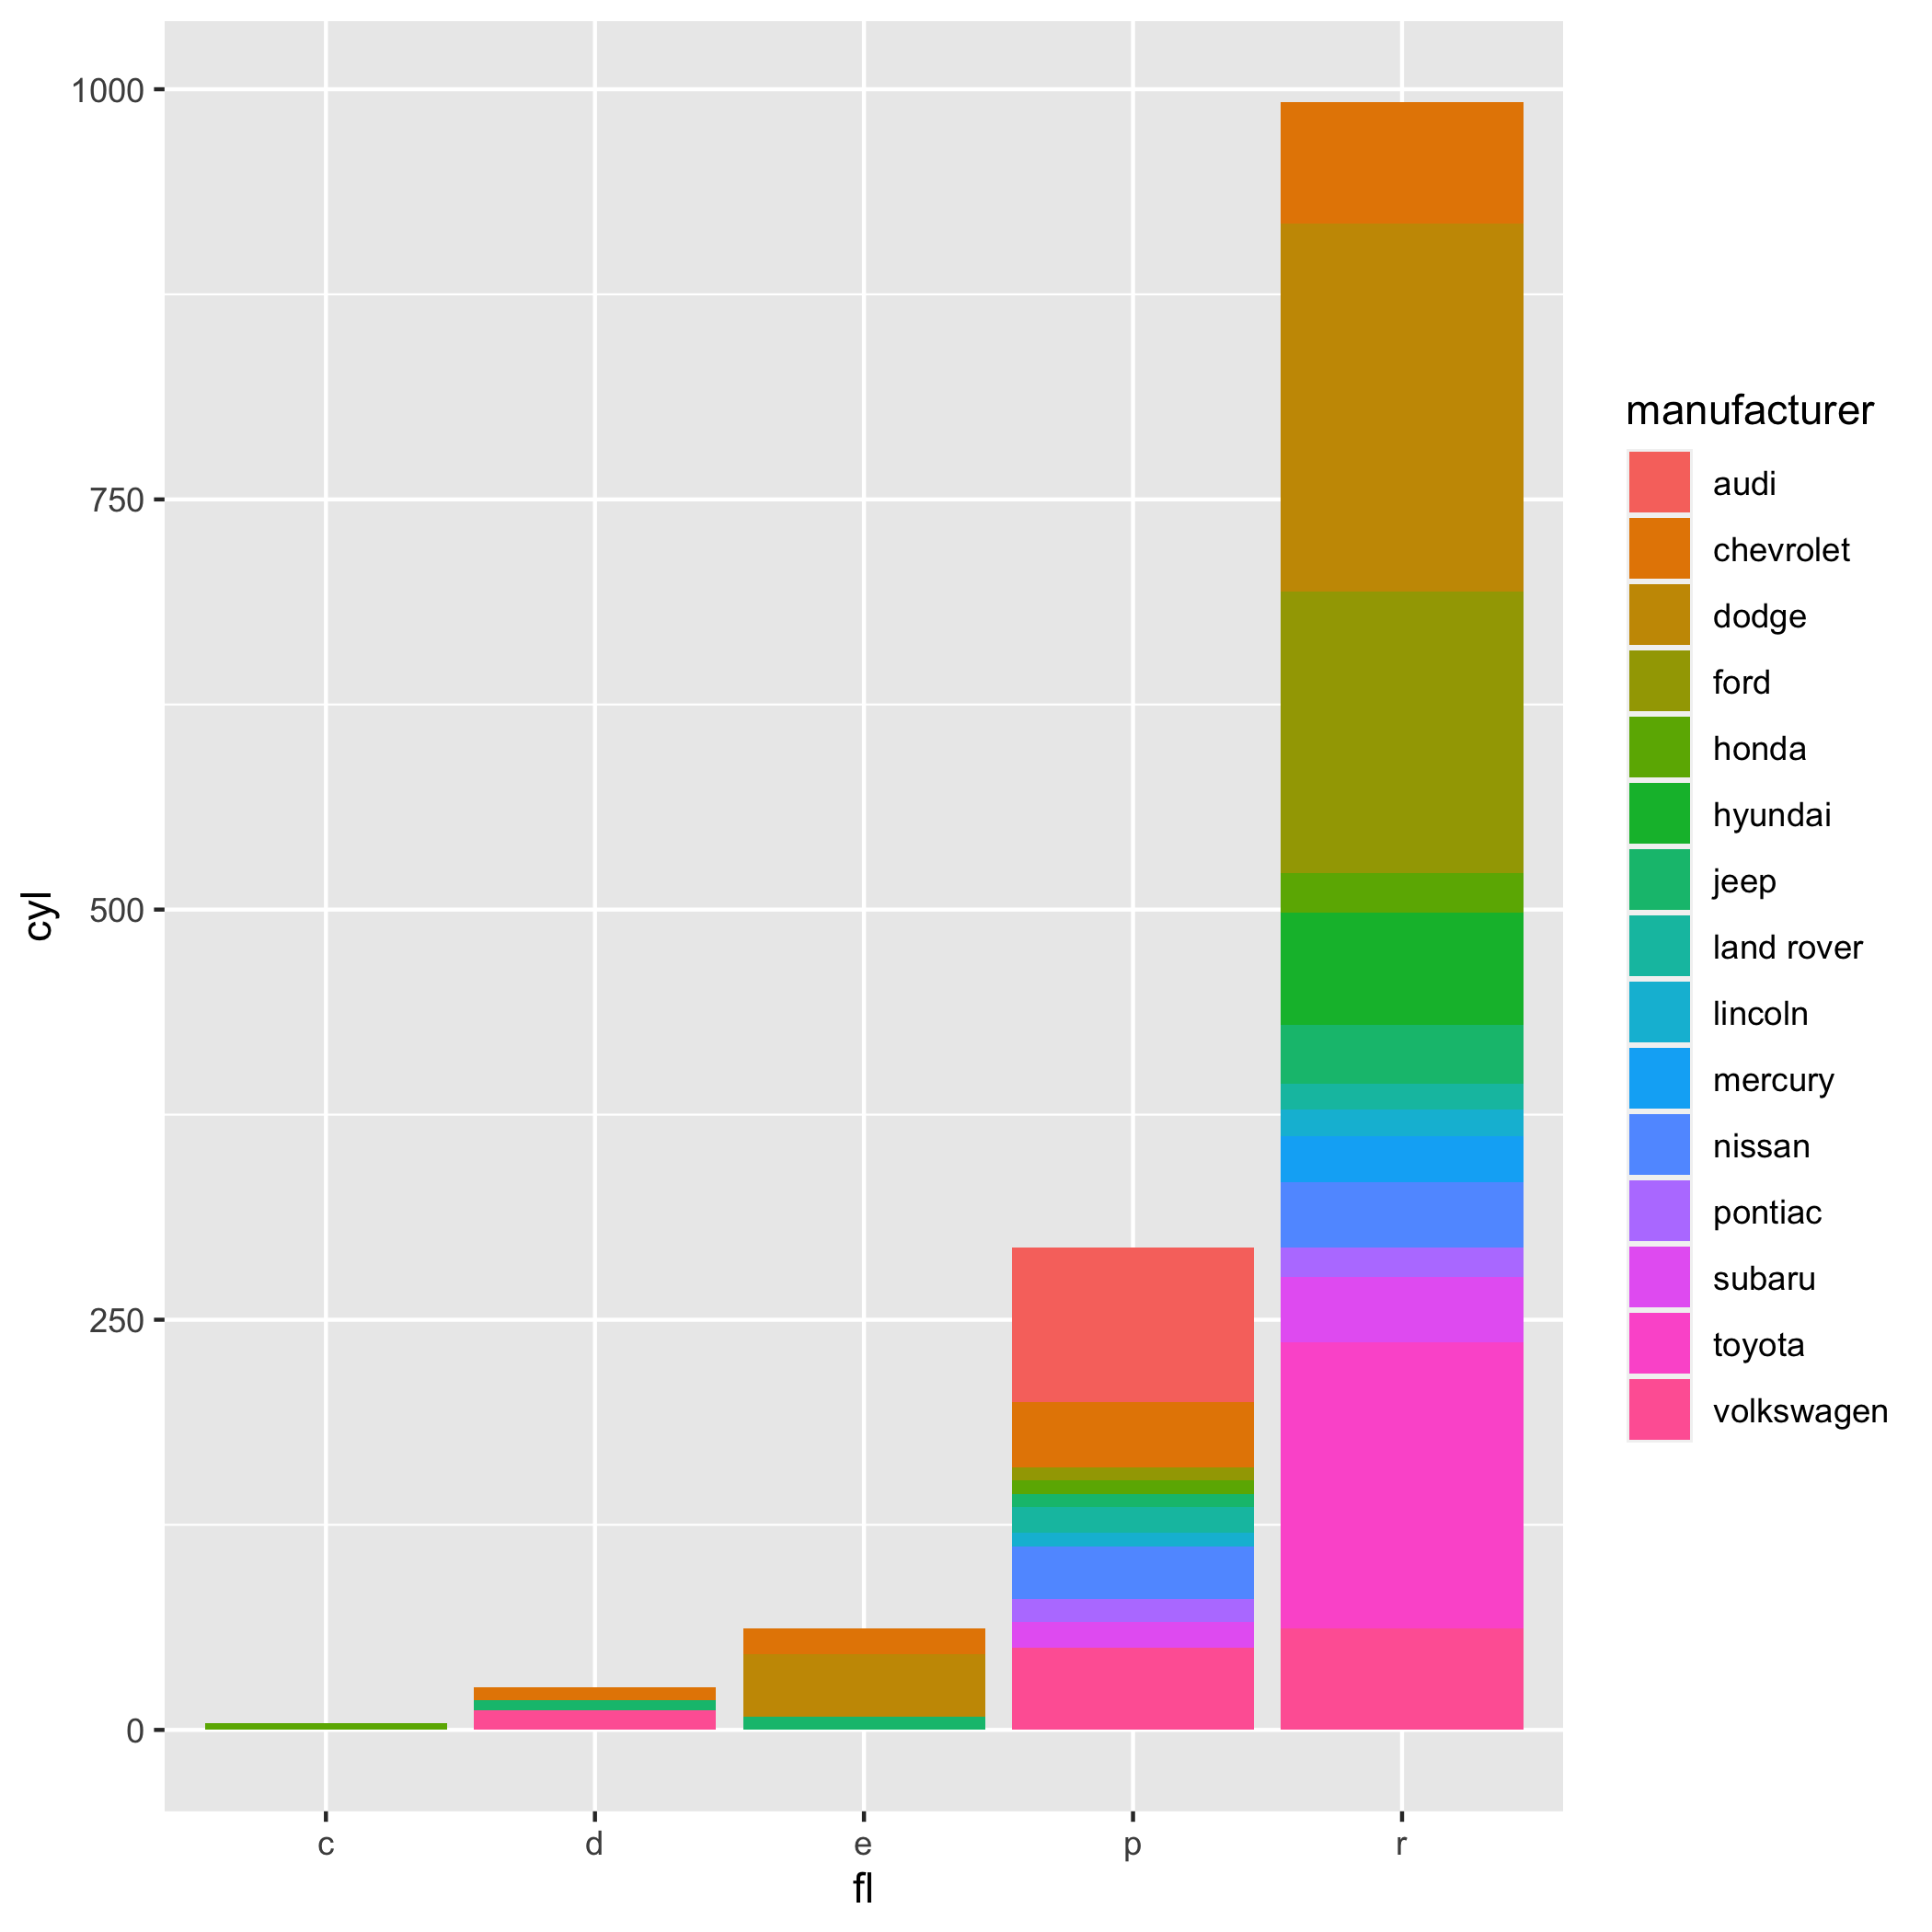 1000
750
500
250
0
cyl
c d e p r
fl
manufacturer
audi
chevrolet
dodge
ford
honda
hyundai
jeep
land rover
lincoln
mercury
nissan
pontiac
subaru
toyota
volkswagen